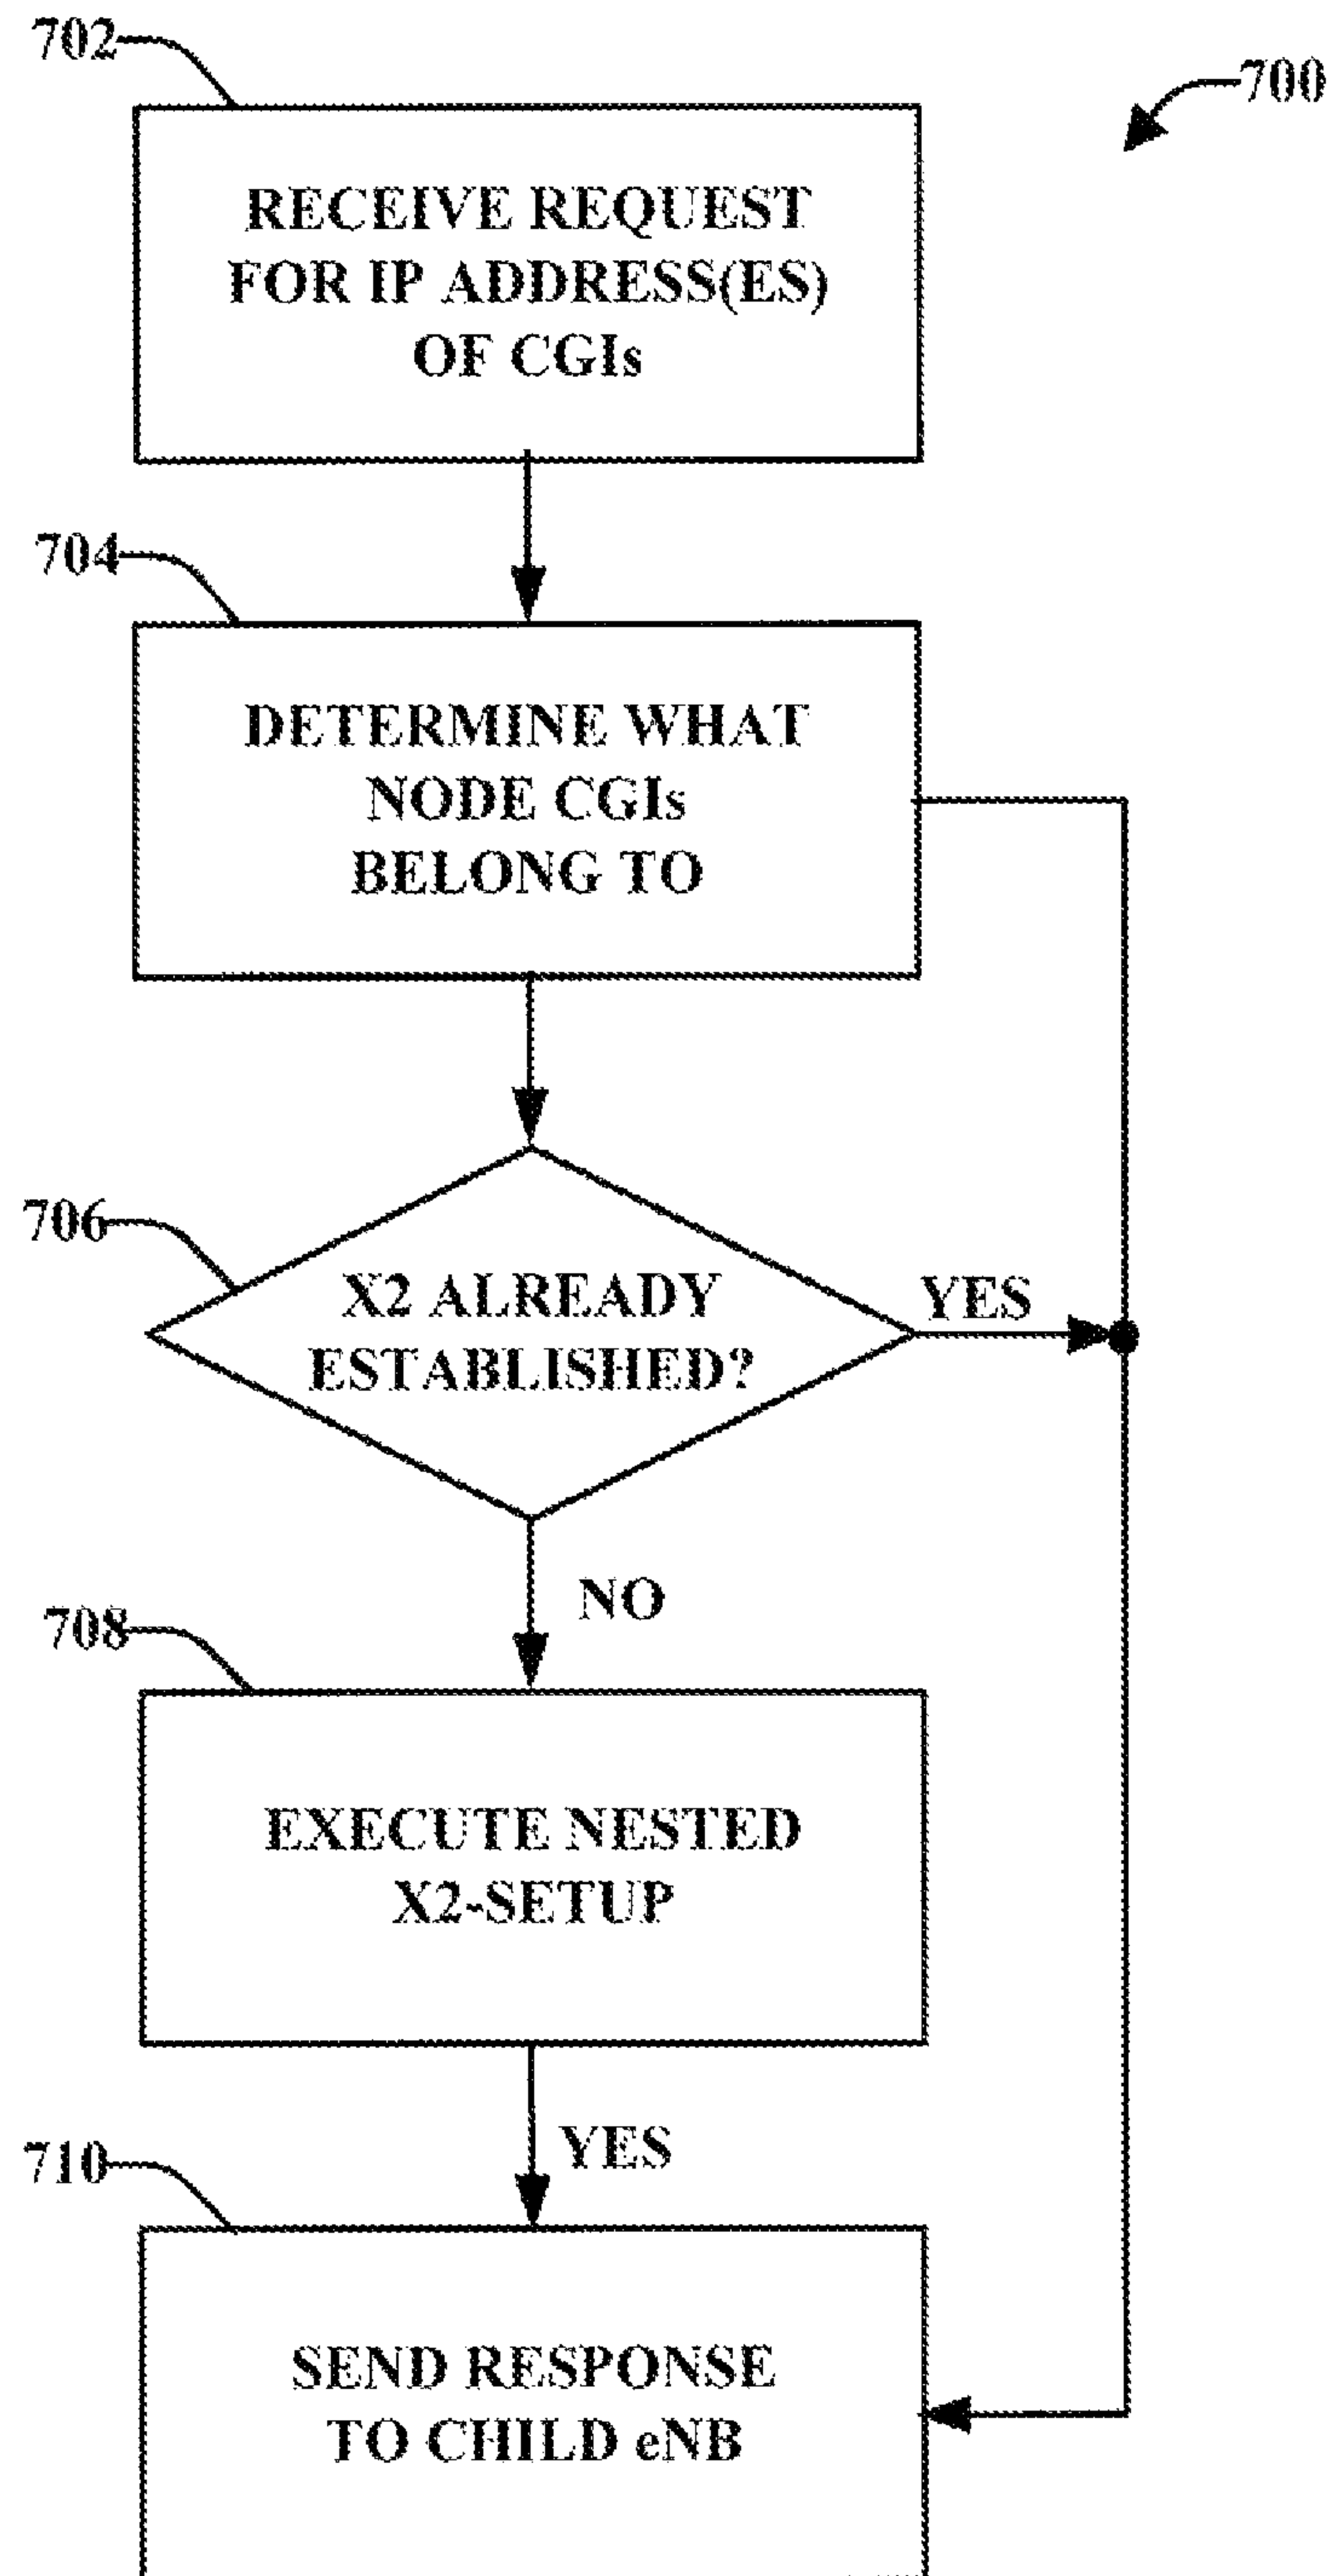 702
700
RECEIVE REQUEST
FOR IP ADDRESS(ES)
OF CGIs
704
DETERMINE WHAT
NODE CGIs
BELONG TO
706
X2 ALREADY
ESTABLISHED?
YES
NO
708
EXECUTE NESTED
X2-SETUP
YES
710
SEND RESPONSE
TO CHILD eNB